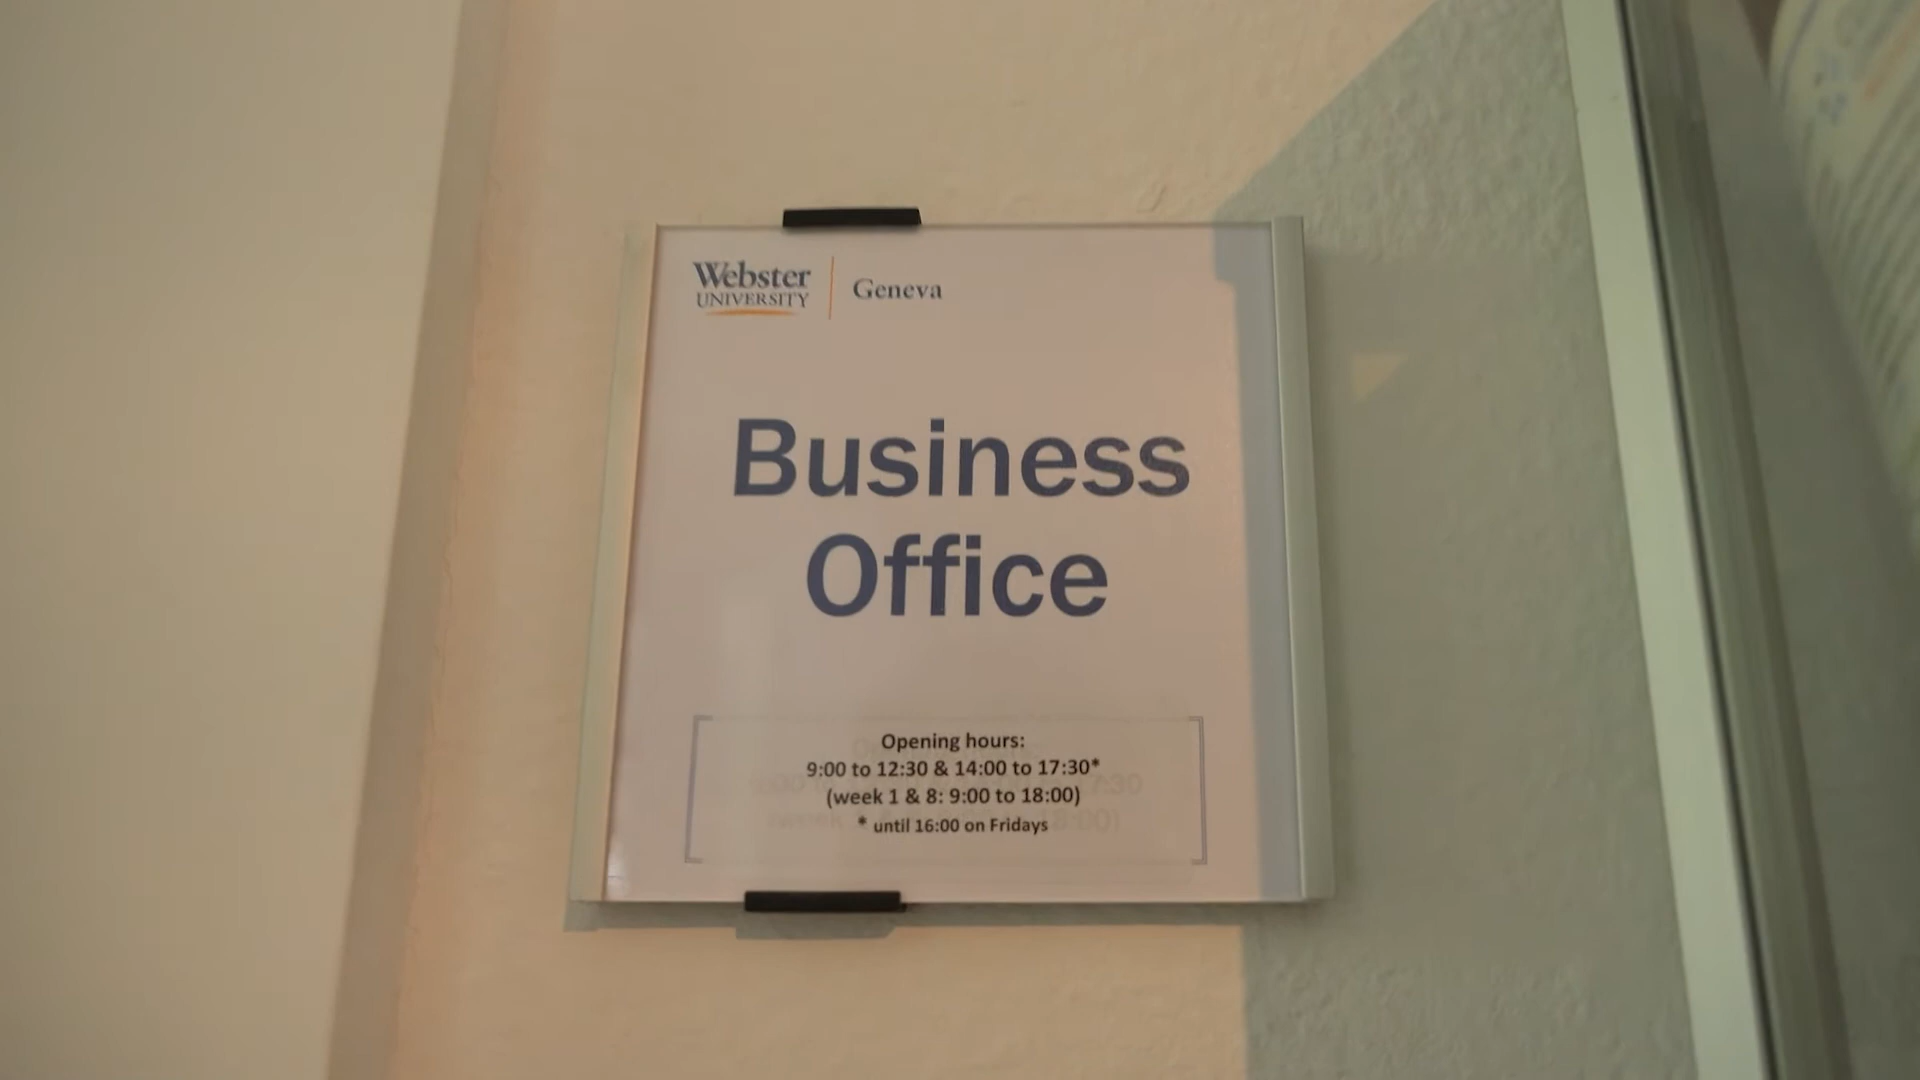 Webster
UNIVERSITY
Geneva
Business
Office
Opening hours:
9:00 to 12:30 & 14:00 to 17:30*
(week 1 & 8: 9:00 to 18:00)
* until 16:00 on Fridays